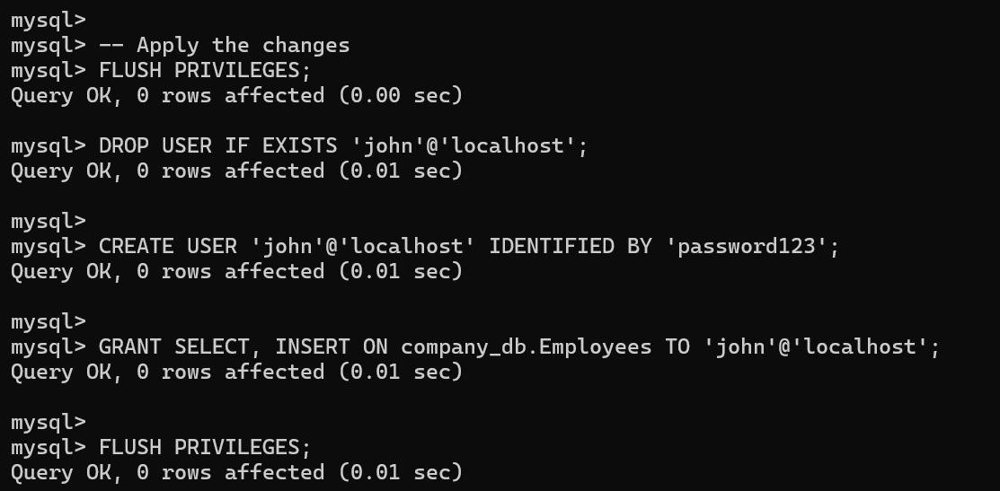 mysql>
mysql> -- Apply the changes
mysql> FLUSH PRIVILEGES;
Query OK, 0 rows affected (0.00 sec)
mysql> DROP USER IF EXISTS 'john'@'localhost';
Query OK, 0 rows affected (0.01 sec)
mysql>
mysql> CREATE USER 'john'@'localhost' IDENTIFIED BY 'password123';
Query OK, 0 rows affected (0.01 sec)
mysql>
mysql> GRANT SELECT, INSERT ON company_db.Employees TO 'john'@'localhost';
Query OK, 0 rows affected (0.01 sec)
mysql>
mysql> FLUSH PRIVILEGES;
Query OK, 0 rows affected (0.01 sec)